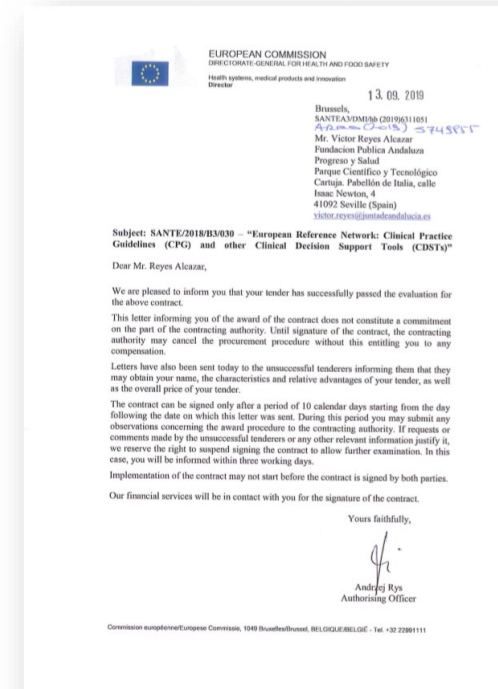 EUROPEAN COMMISSION
DIRECTORATE-GENERAL FOR HEALTH AND FOOD SAFETY
Health systems, medical products and innovation
Director
13. 09. 2019
Brussels,
Mr. Victor Reyes Alcazar
Fundacion Publica Andaluza
Progreso y Salud
Parque Científico y Tecnológico
Cartuja. Pabellón de Italia, calle
Isaac Newton, 4
41092 Seville (Spain)
victor.reyes@juntadeandalucia.es
Subject: SANTE/2018/B3/030 – "European Reference Network: Clinical Practice
Guidelines (CPG) and other Clinical Decision Support Tools (CDSTs)"
Dear Mr. Reyes Alcazar,
We are pleased to inform you that your tender has successfully passed the evaluation for
the above contract.
This letter informing you of the award of the contract does not constitute a commitment
on the part of the contracting authority. Until signature of the contract, the contracting
authority may cancel the procurement procedure without this entitling you to any
compensation.
Letters have also been sent today to the unsuccessful tenderers informing them that they
may obtain your name, the characteristics and relative advantages of your tender, as well
as the overall price of your tender.
The contract can be signed only after a period of 10 calendar days starting from the day
following the date on which this letter was sent. During this period you may submit any
observations concerning the award procedure to the contracting authority. If requests or
comments made by the unsuccessful tenderers or any other relevant information justify it,
we reserve the right to suspend signing the contract to allow further examination. In this
case, you will be informed within three working days.
Implementation of the contract may not start before the contract is signed by both parties.
Our financial services will be in contact with you for the signature of the contract.
Yours faithfully,
Andrzej Rys
Authorising Officer
Commission européenne/Europese Commissie, 1049 Bruxelles/Brussel, BELGIQUE/BELGIË - Tel. +32 22991111